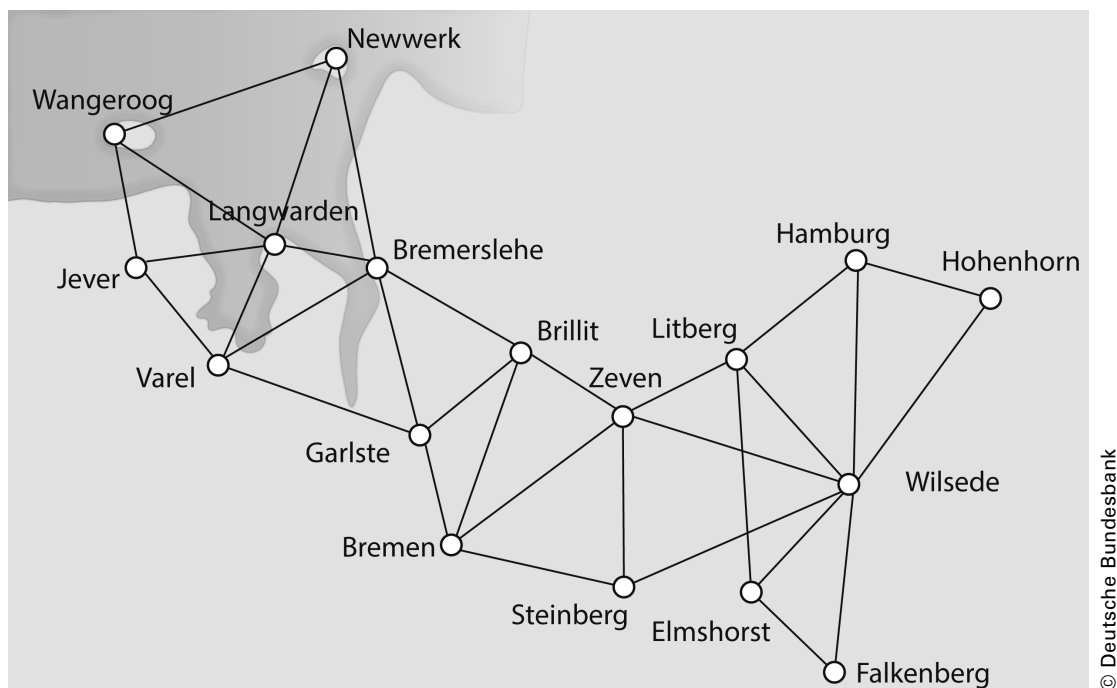 Newwerk
Wangeroog
Langwarden
Hamburg
Bremerslehe
Hohenhorn
Jever
Brillit
Litberg
Varel
Zeven
Garlste
Wilsede
Bremen
Steinberg
Elmshorst
Falkenberg
© Deutsche Bundesbank